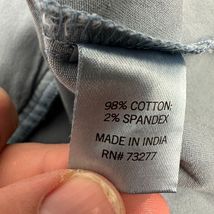 98% COTTON
2% SPANDEX
MADE IN INDIA
RN# 73277